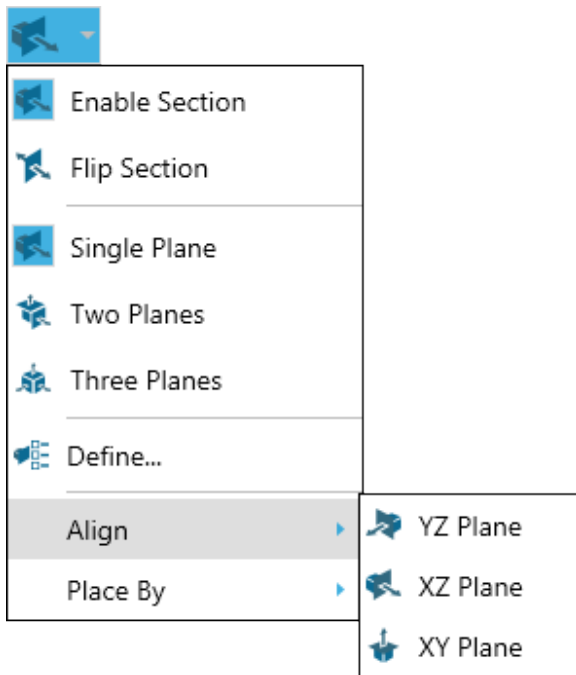 Enable Section
Flip Section
Single Plane
Two Planes
Three Planes
Define...
Align
Place By
YZ Plane
XZ Plane
XY Plane